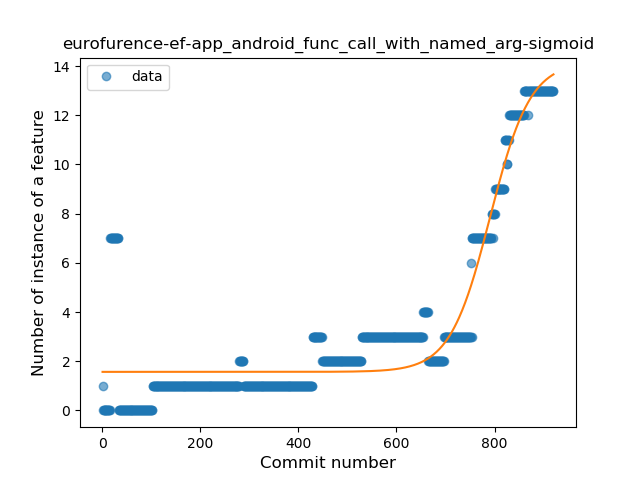 eurofurence-ef-app_android_func_call_with_named_arg-sigmoid
data
Number of instance of a feature
14
12
10
8
6
4
2
0
0 200 400 600 800
Commit number